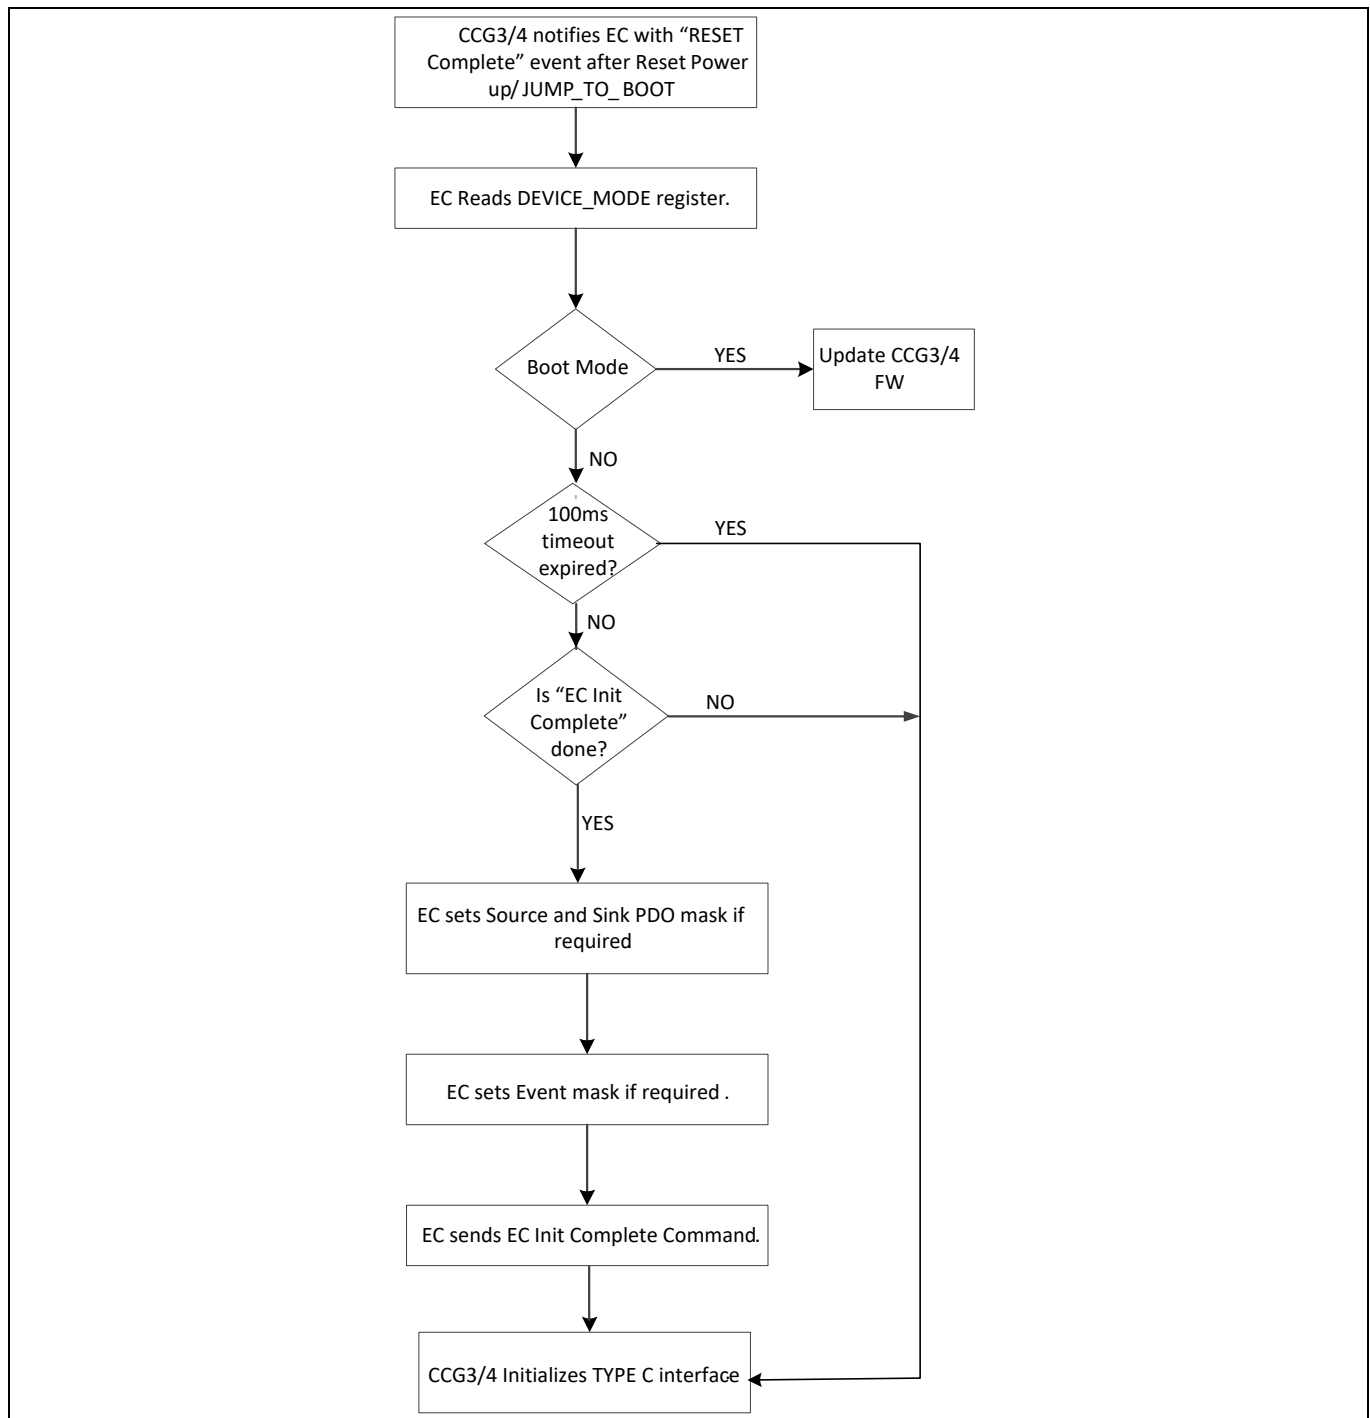 CCG3/4 notifies EC with “RESET
Complete” event after Reset Power
up/ JUMP_TO_ BOOT
EC Reads DEVICE_MODE register.
Boot Mode
YES
Update CCG3/4
FW
NO
100ms
timeout
expired?
YES
NO
Is “EC Init
Complete”
done?
NO
YES
EC sets Source and Sink PDO mask if
required
EC sets Event mask if required .
EC sends EC Init Complete Command.
CCG3/4 Initializes TYPE C interface